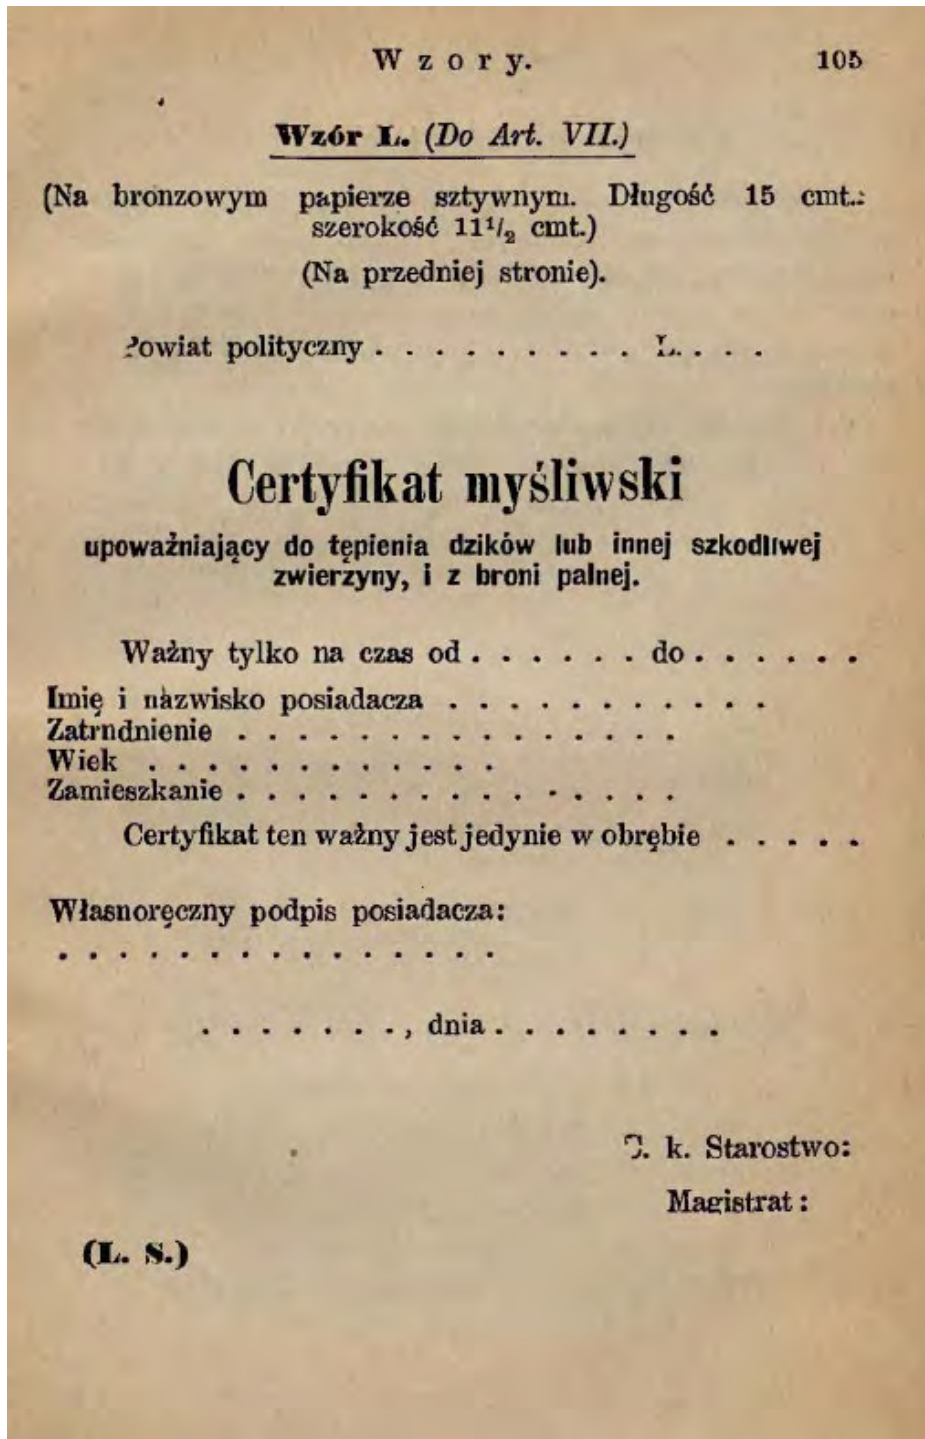 Wzory. 105
Wzór L. (Do Art. VII.)
(Na bronzowym papierze sztywnym. Długość 15 cmt.:
szerokość 11¹/₂ cmt.)
(Na przedniej stronie).
Powiat polityczny . . . . . . . . . L. . . .
Certyfikat myśliwski
upoważniający do tępienia dzików lub innej szkodliwej
zwierzyny, i z broni palnej.
Ważny tylko na czas od . . . . . . do . . . . . .
Imię i nàzwisko posiadacza . . . . . . . . . . .
Zatrndnienie . . . . . . . . . . . . . . .
Wiek . . . . . . . . . . . .
Zamieszkanie . . . . . . . . . . . . . . .
Certyfikat ten ważny jest jedynie w obrębie . . . . .
Własnoręczny podpis posiadacza:
. . . . . . . . . . . . . . .
. . . . . . . , dnia . . . . . . . .
C. k. Starostwo:
Magistrat:
(L. S.)